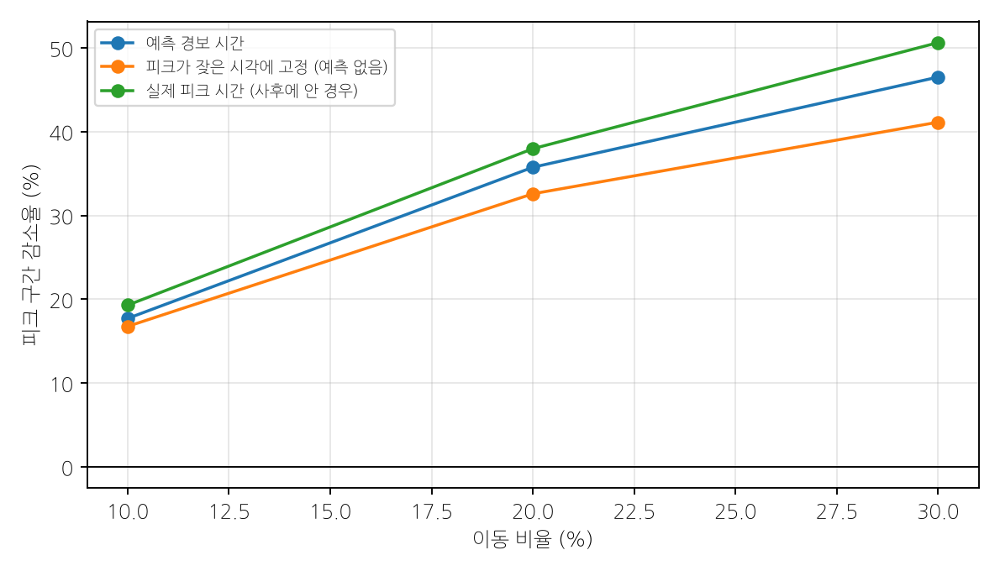 예측 경보 시간
피크가 잦은 시각에 고정 (예측 없음)
실제 피크 시간 (사후에 안 경우)
피크 구간 감소율 (%)
50
40
30
20
10
0
10.0 12.5 15.0 17.5 20.0 22.5 25.0 27.5 30.0
이동 비율 (%)